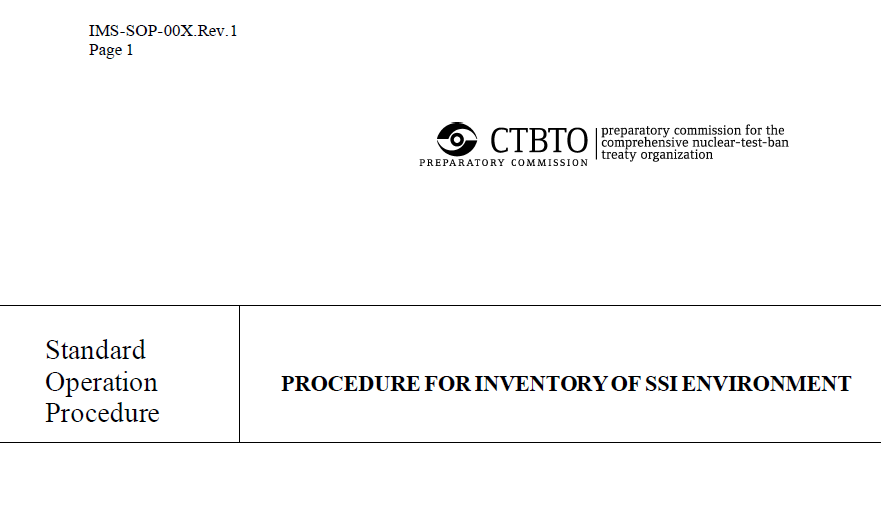 IMS-SOP-00X.Rev.1
Page 1
CTBTO
PREPARATORY COMMISSION
preparatory commission for the
comprehensive nuclear-test-ban
treaty organization
Standard
Operation
Procedure
PROCEDURE FOR INVENTORY OF SSI ENVIRONMENT